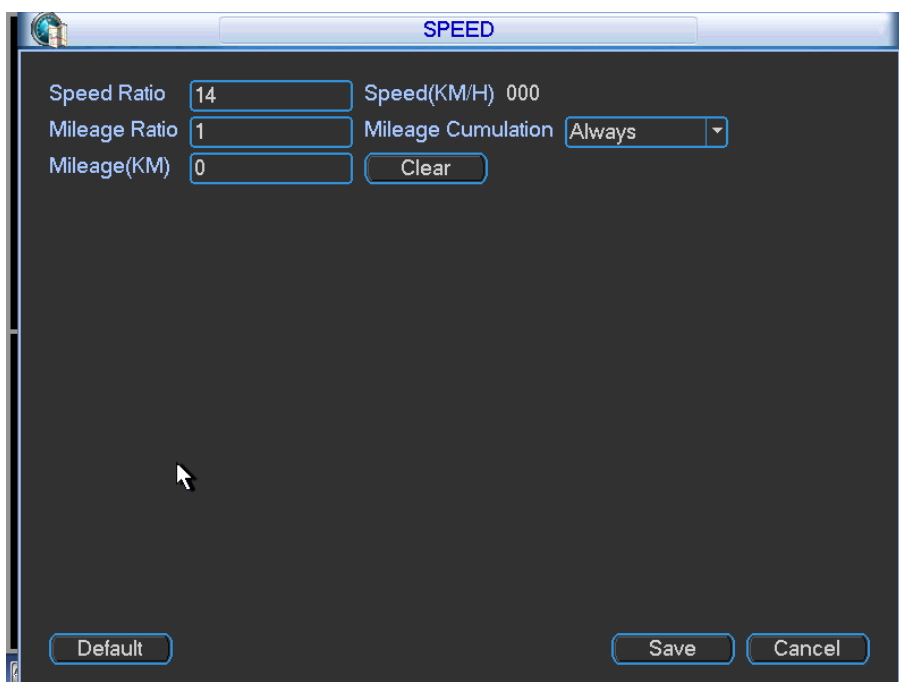 SPEED
Speed Ratio 14 Speed(KM/H) 000
Mileage Ratio 1 Mileage Cumulation Always
Mileage(KM) 0 Clear
Default Save Cancel